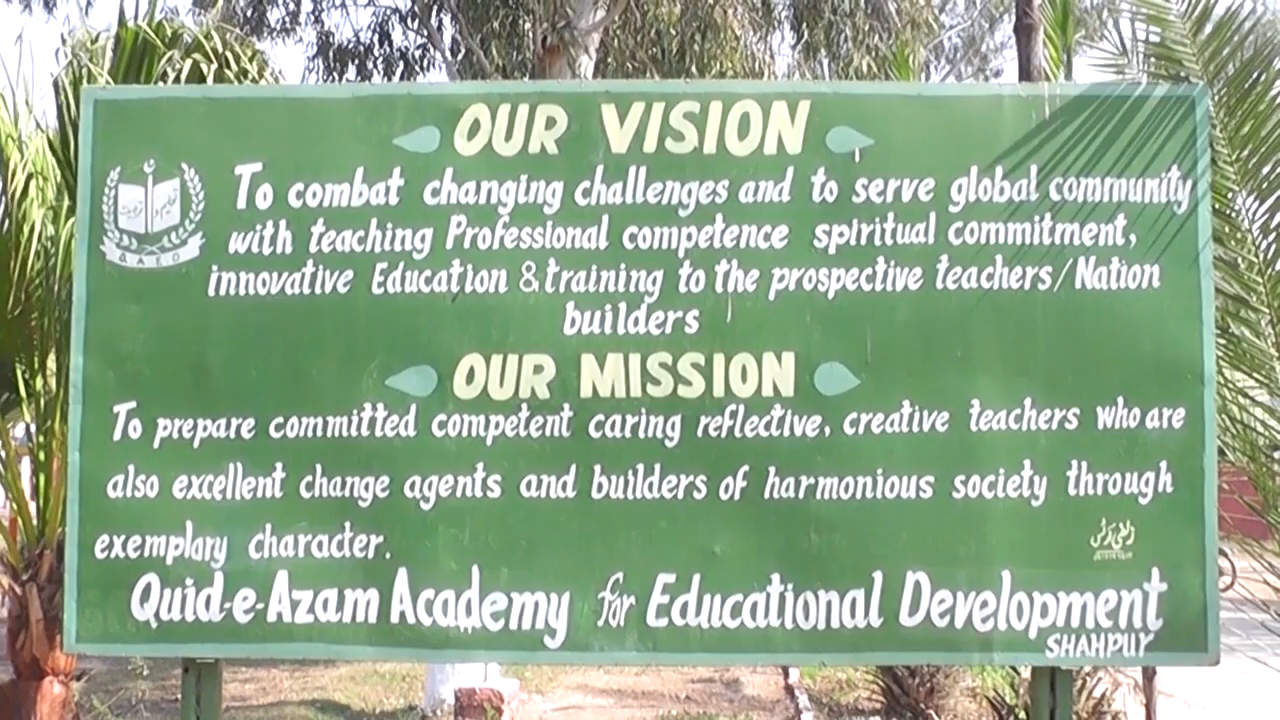 OUR VISION
To combat changing challenges and to serve global community
with teaching Professional competence spiritual commitment,
innovative Education & training to the prospective teachers/Nation
builders
OUR MISSION
To prepare committed competent caring reflective, creative teachers who are
also excellent change agents and builders of harmonious society through
exemplary character.
Quid-e-Azam Academy for Educational Development
SHAHPUR
تعلیم و تربیت
Q A E D